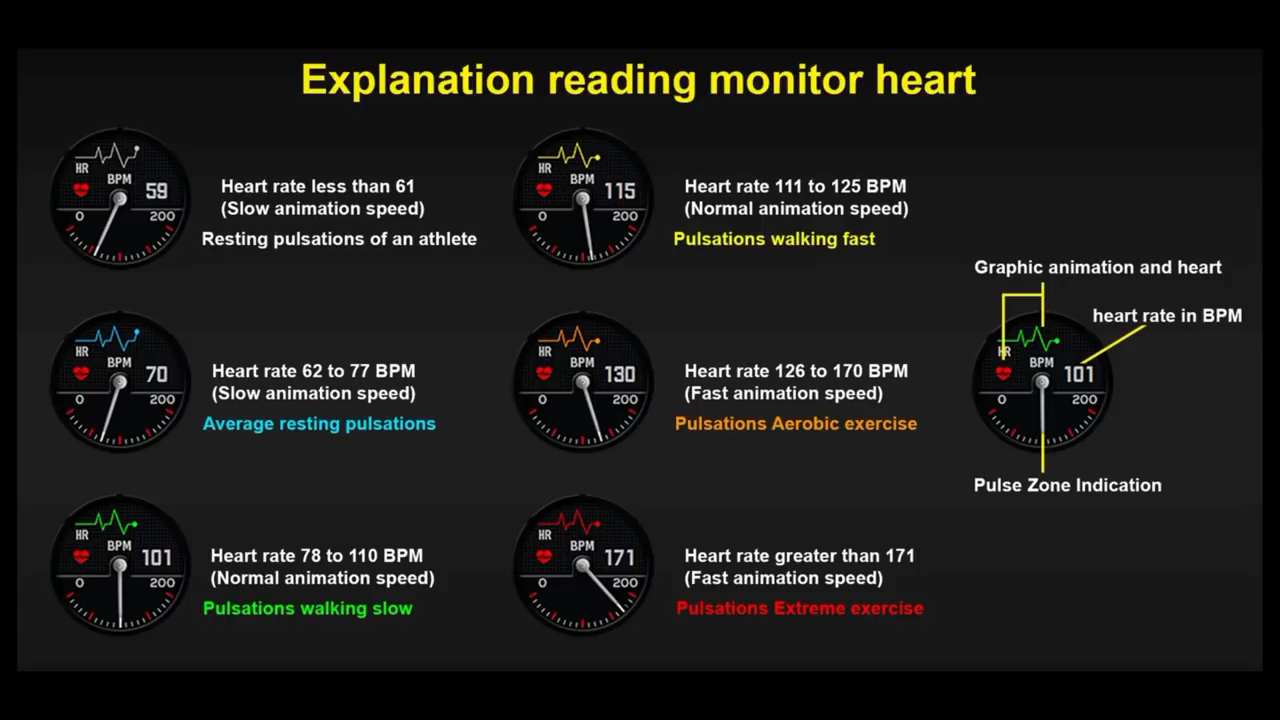 Explanation reading monitor heart
HR
BPM
59
0
200
Heart rate less than 61
(Slow animation speed)
Resting pulsations of an athlete
HR
BPM
115
0
200
Heart rate 111 to 125 BPM
(Normal animation speed)
Pulsations walking fast
HR
BPM
70
0
200
Heart rate 62 to 77 BPM
(Slow animation speed)
Average resting pulsations
HR
BPM
130
0
200
Heart rate 126 to 170 BPM
(Fast animation speed)
Pulsations Aerobic exercise
HR
BPM
101
0
200
Heart rate 78 to 110 BPM
(Normal animation speed)
Pulsations walking slow
HR
BPM
171
0
200
Heart rate greater than 171
(Fast animation speed)
Pulsations Extreme exercise
Graphic animation and heart
heart rate in BPM
HR
BPM
101
0
200
Pulse Zone Indication